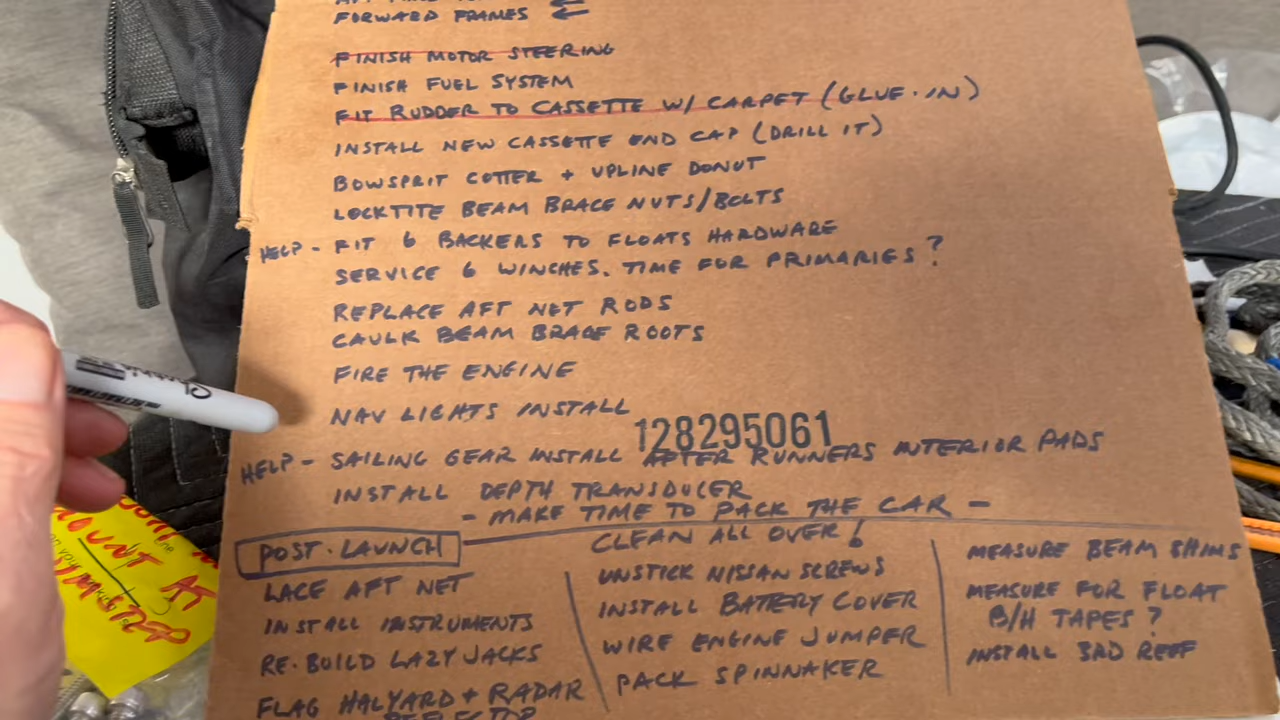 FORWARD FRAMES
FINISH MOTOR STEERING
FINISH FUEL SYSTEM
FIT RUDDER TO CASSETTE W/ CARPET (GLUE·IN)
INSTALL NEW CASSETTE END CAP (DRILL IT)
BOWSPRIT COTTER + UPLINE DONUT
LOCKTITE BEAM BRACE NUTS/BOLTS
HELP - FIT 6 BACKERS TO FLOATS HARDWARE
SERVICE 6 WINCHES. TIME FOR PRIMARIES?
REPLACE AFT NET RODS
CAULK BEAM BRACE ROOTS
FIRE THE ENGINE
NAV LIGHTS INSTALL
128295061
HELP - SAILING GEAR INSTALL AFTER RUNNERS INTERIOR PADS
INSTALL DEPTH TRANSDUCER
- MAKE TIME TO PACK THE CAR -
POST·LAUNCH
LACE AFT NET
INSTALL INSTRUMENTS
RE·BUILD LAZY JACKS
FLAG HALYARD + RADAR
REFLECTOR
CLEAN ALL OVER!
UNSTICK NISSAN SCREWS
INSTALL BATTERY COVER
WIRE ENGINE JUMPER
PACK SPINNAKER
MEASURE BEAM SHIMS
MEASURE FOR FLOAT
B/H TAPES?
INSTALL 3RD REEF
Sharpie
MOUNT AT